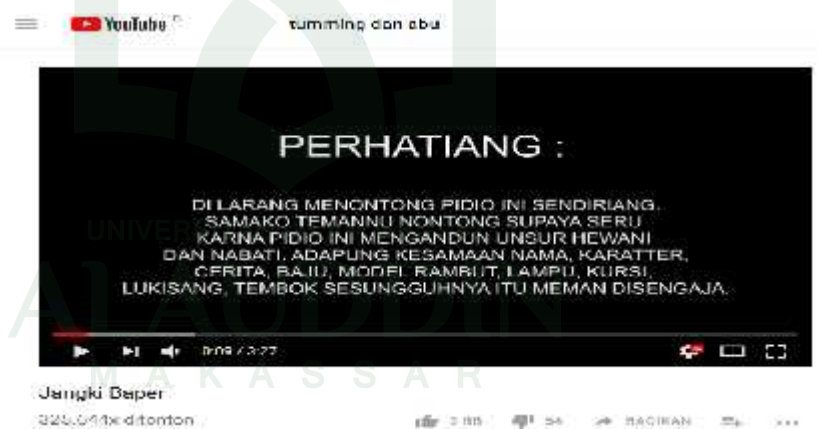 YouTube
tumming dan abu
PERHATIANG :
DI LARANG MENONTONG PIDIO INI SENDIRIANG.
SAMAKO TEMANNU NONTONG SUPAYA SERU
KARNA PIDIO INI MENGANDUN UNSUR HEWANI
DAN NABATI. ADAPUNG KESAMAAN NAMA, KARATTER,
CERITA, BAJU, MODEL RAMBUT, LAMPU, KURSI,
LUKISANG, TEMBOK SESUNGGUHNYA ITU MEMAN DISENGAJA.
ALAUDDIN
0:09 / 3:27
MAKASSAR
Jangki Baper
ditonton
54 BAGIKAN